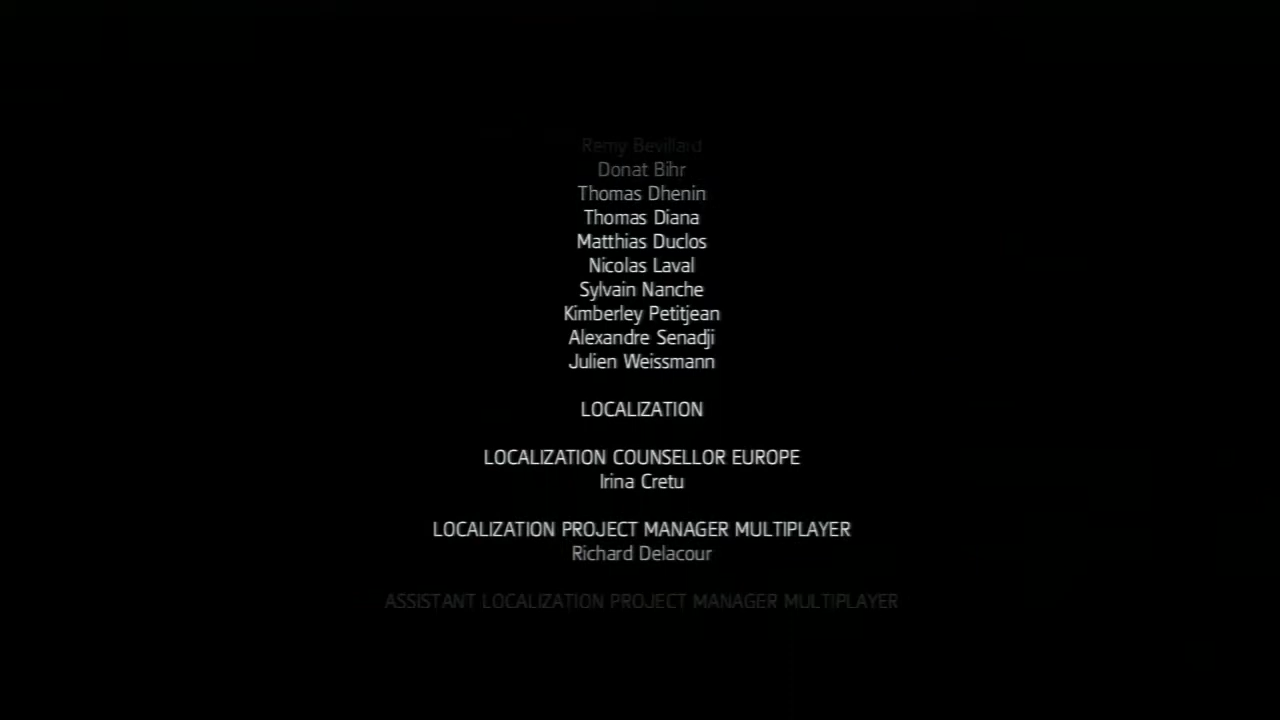 Remy Bevillard
Donat Bihr
Thomas Dhenin
Thomas Diana
Matthias Duclos
Nicolas Laval
Sylvain Nanche
Kimberley Petitjean
Alexandre Senadji
Julien Weissmann
LOCALIZATION
LOCALIZATION COUNSELLOR EUROPE
Irina Cretu
LOCALIZATION PROJECT MANAGER MULTIPLAYER
Richard Delacour
ASSISTANT LOCALIZATION PROJECT MANAGER MULTIPLAYER